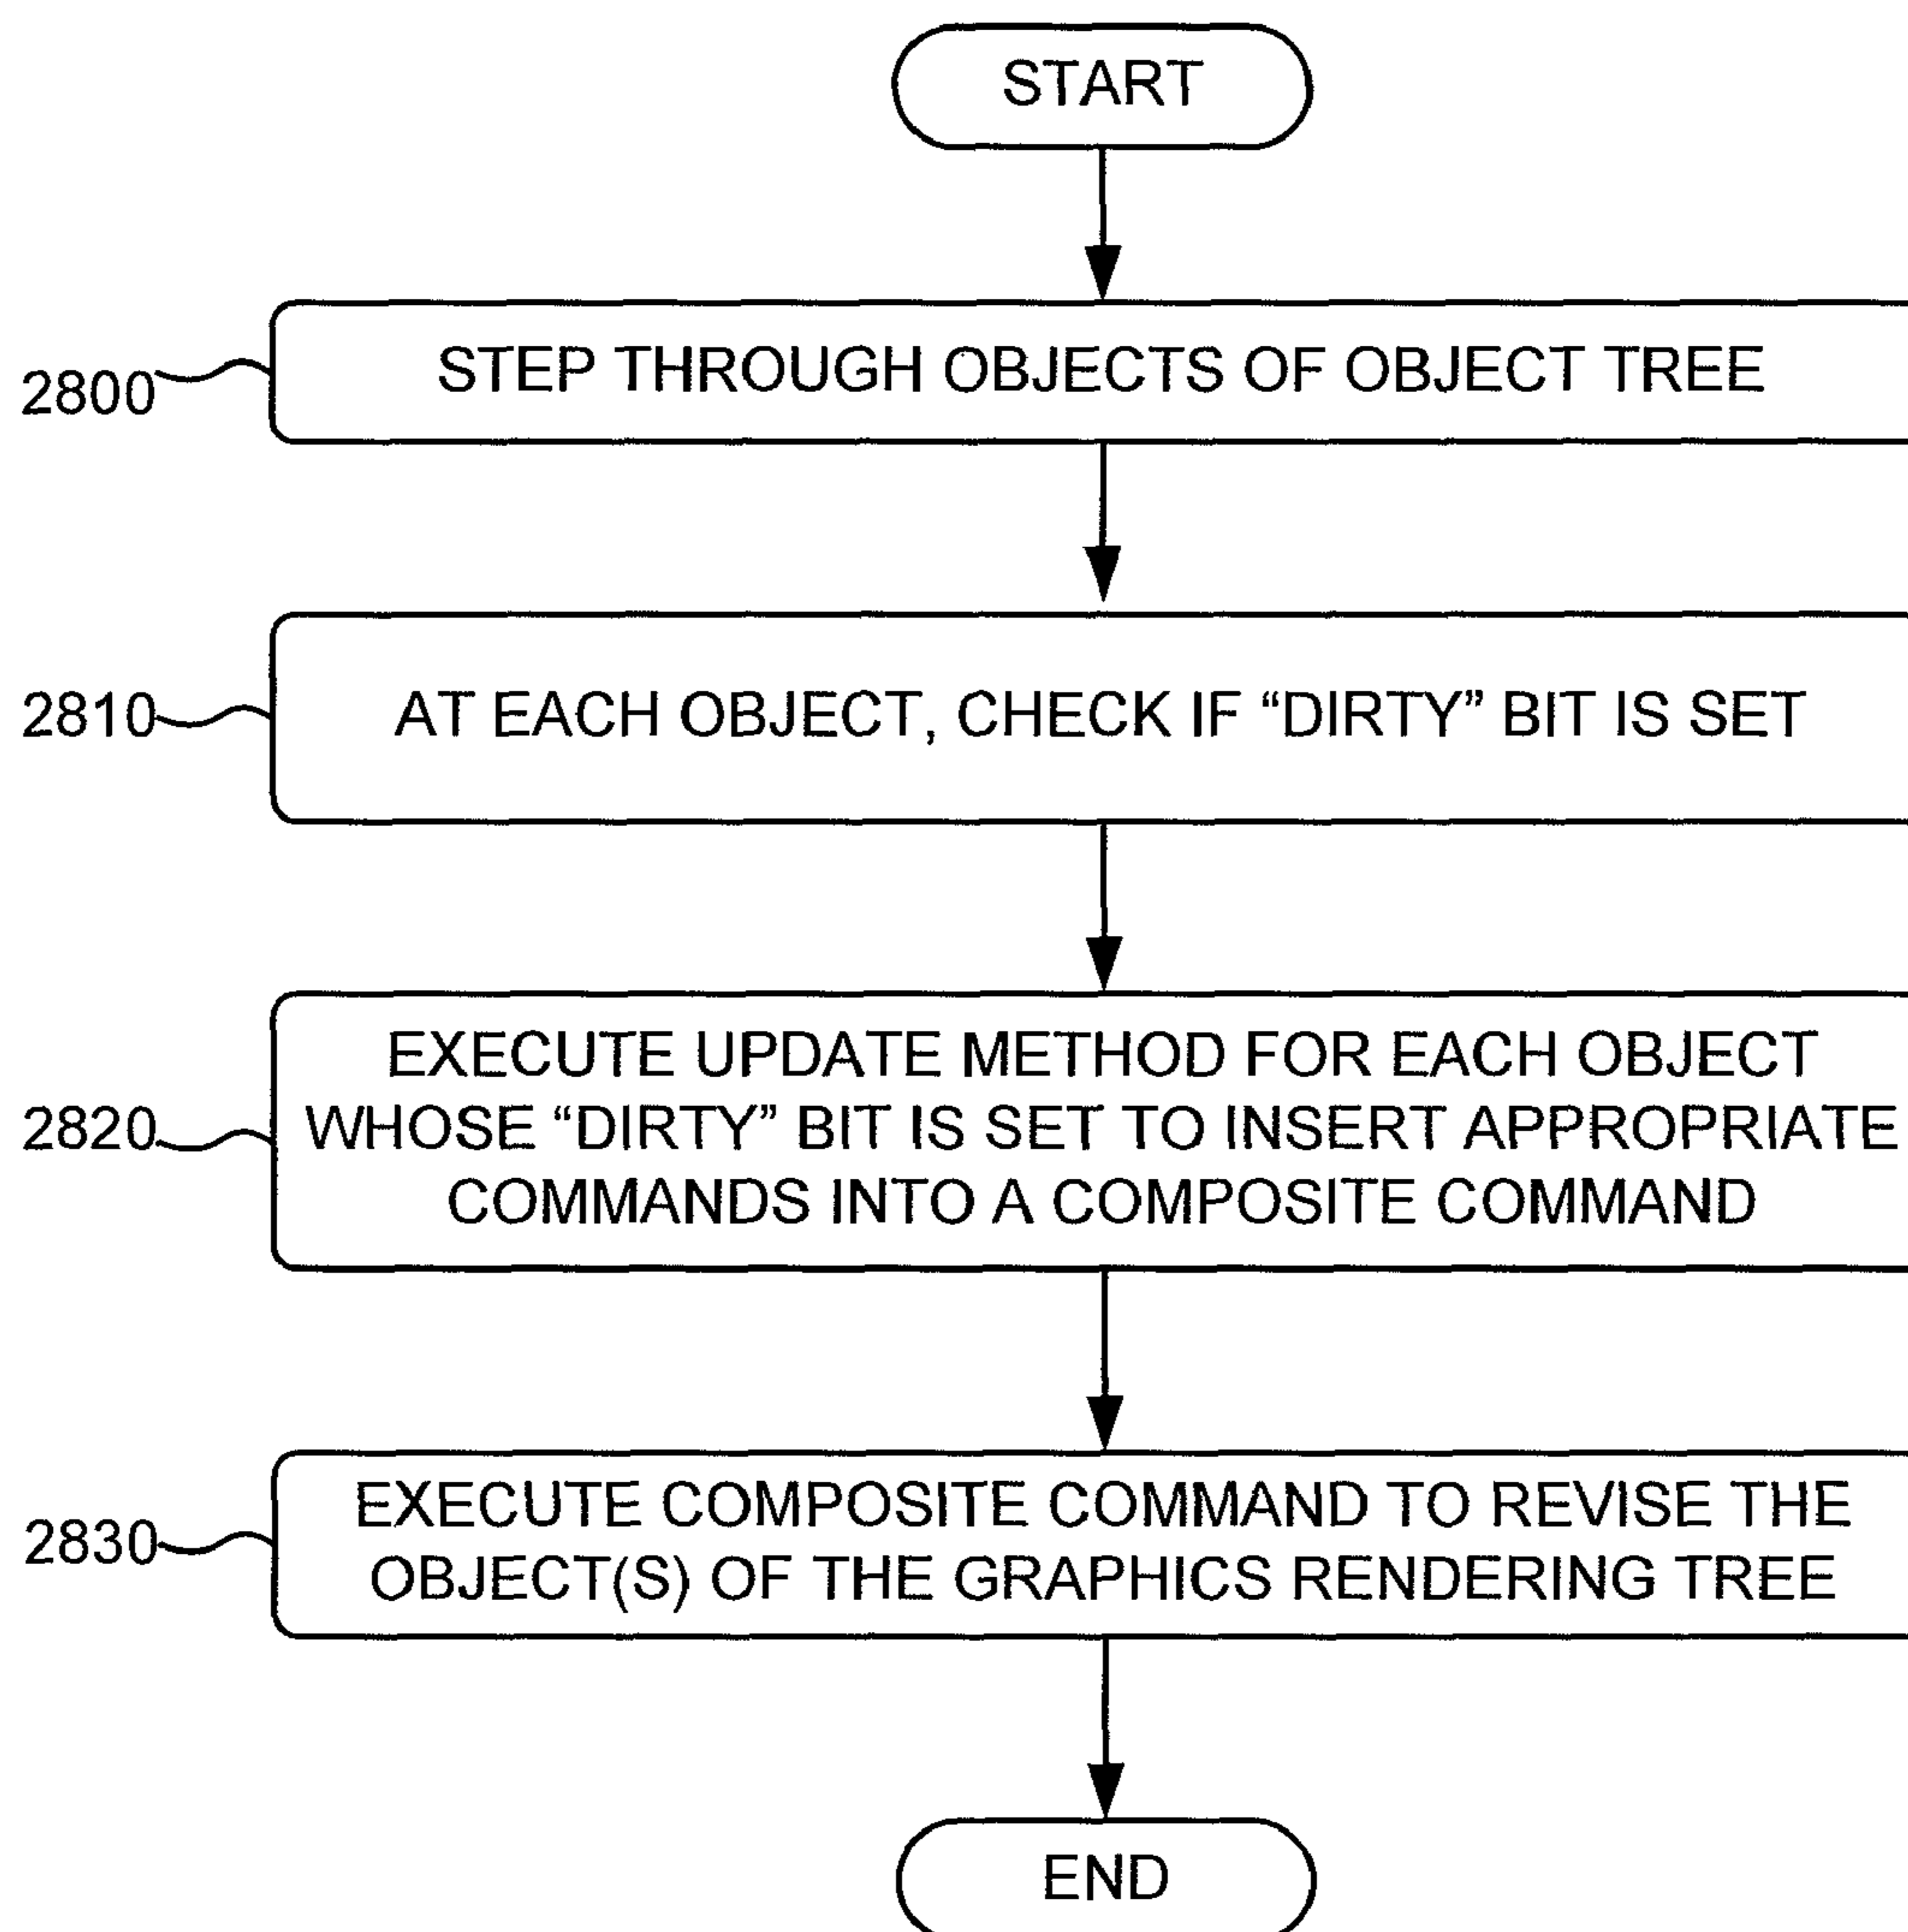 START
2800
STEP THROUGH OBJECTS OF OBJECT TREE
2810
AT EACH OBJECT, CHECK IF “DIRTY” BIT IS SET
2820
EXECUTE UPDATE METHOD FOR EACH OBJECT
WHOSE “DIRTY” BIT IS SET TO INSERT APPROPRIATE
COMMANDS INTO A COMPOSITE COMMAND
2830
EXECUTE COMPOSITE COMMAND TO REVISE THE
OBJECT(S) OF THE GRAPHICS RENDERING TREE
END